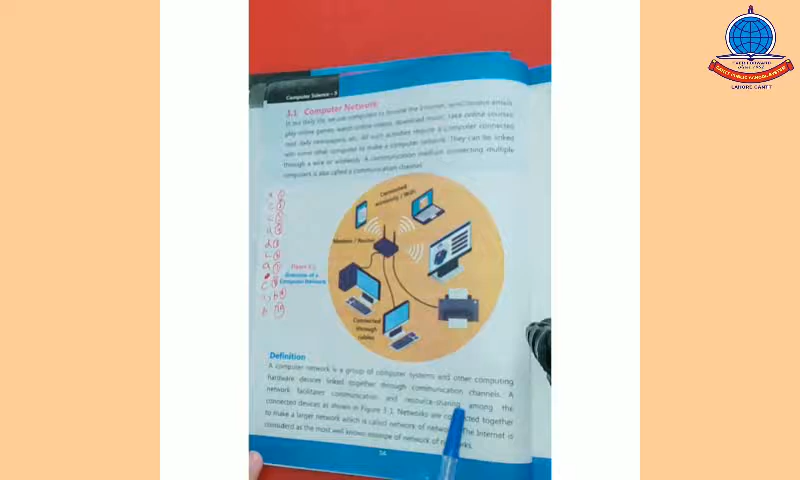 Computer Science – 9
3.1 Computer Network
In our daily life, we use computers to browse the Internet, send/receive emails
play online games, watch online videos, download music, take online courses,
read daily newspapers, etc. All such activities require a computer connected
with some other computer to make a computer network. They can be linked
through a wire or wirelessly. A communication medium connecting multiple
computers is also called a communication channel.
Connected
wirelessly / WiFi
Modem / Router
Figure 3.1
Overview of a
Computer Network
Connected
through
cables
Definition
A computer network is a group of computer systems and other computing
hardware devices linked together through communication channels. A
network facilitates communication and resource-sharing among the
connected devices as shown in Figure 3.1. Networks are connected together
to make a larger network which is called network of networks. The Internet is
considered as the most well known example of network of networks.
LAHORE CANTT